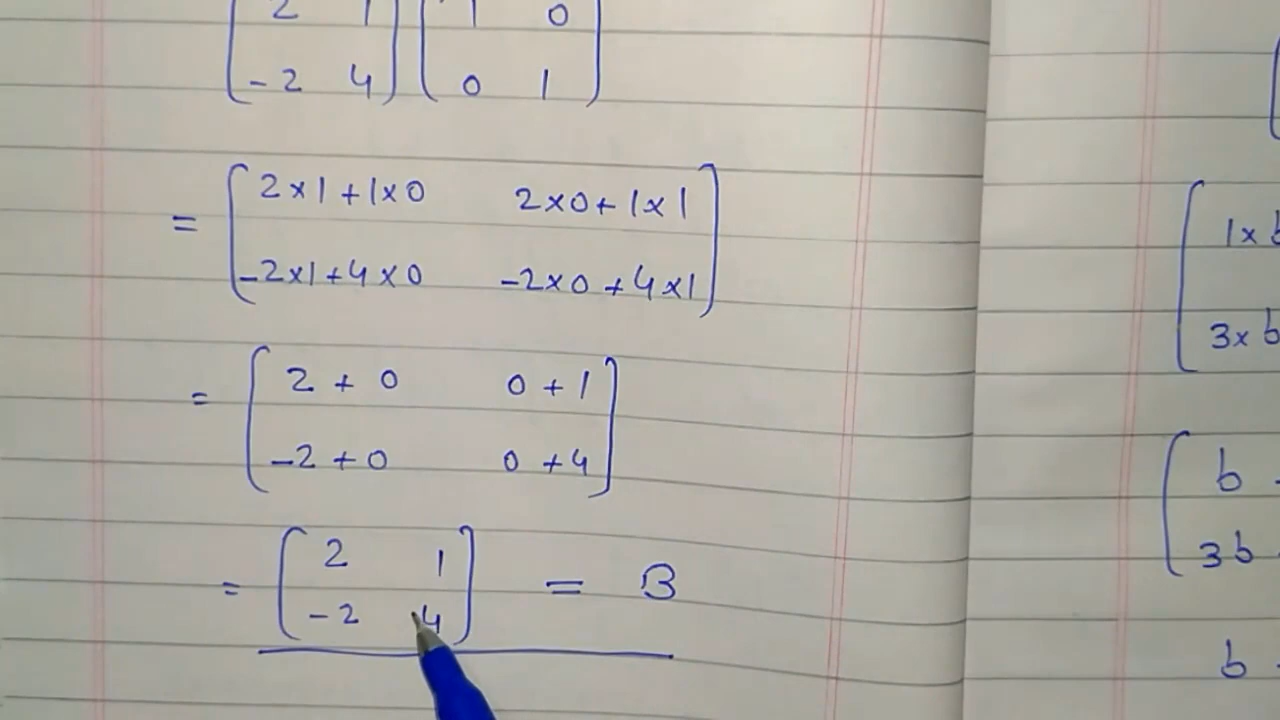 2 1 1 0
-2 4 0 1
= 2×1+1×0 2×0+1×1
-2×1+4×0 -2×0+4×1
= 2+0 0+1
-2+0 0+4
= 2 1 = B
-2 4
1×b
3×b
b
3b
b